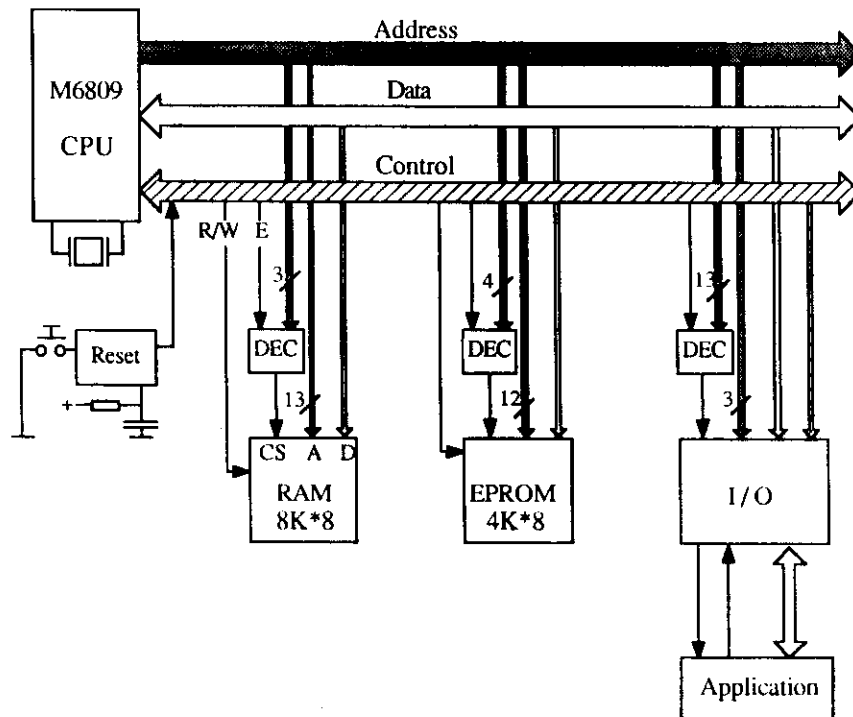 Address
M6809
CPU
Data
Control
R/W E
3
4
13
Reset
DEC
DEC
DEC
+
13
12
3
CS A D
RAM
8K*8
EPROM
4K*8
I/O
Application